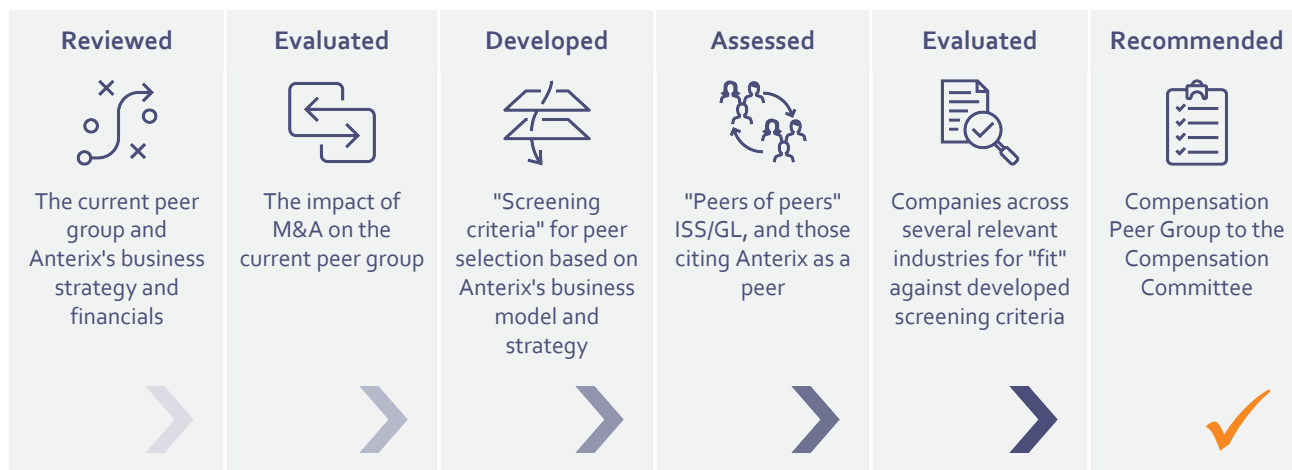 Reviewed
The current peer
group and
Anterix's business
strategy and
financials
Evaluated
The impact of
M&A on the
current peer group
Developed
"Screening
criteria" for peer
selection based on
Anterix's business
model and
strategy
Assessed
"Peers of peers"
ISS/GL, and those
citing Anterix as a
peer
Evaluated
Companies across
several relevant
industries for "fit"
against developed
screening criteria
Recommended
Compensation
Peer Group to the
Compensation
Committee